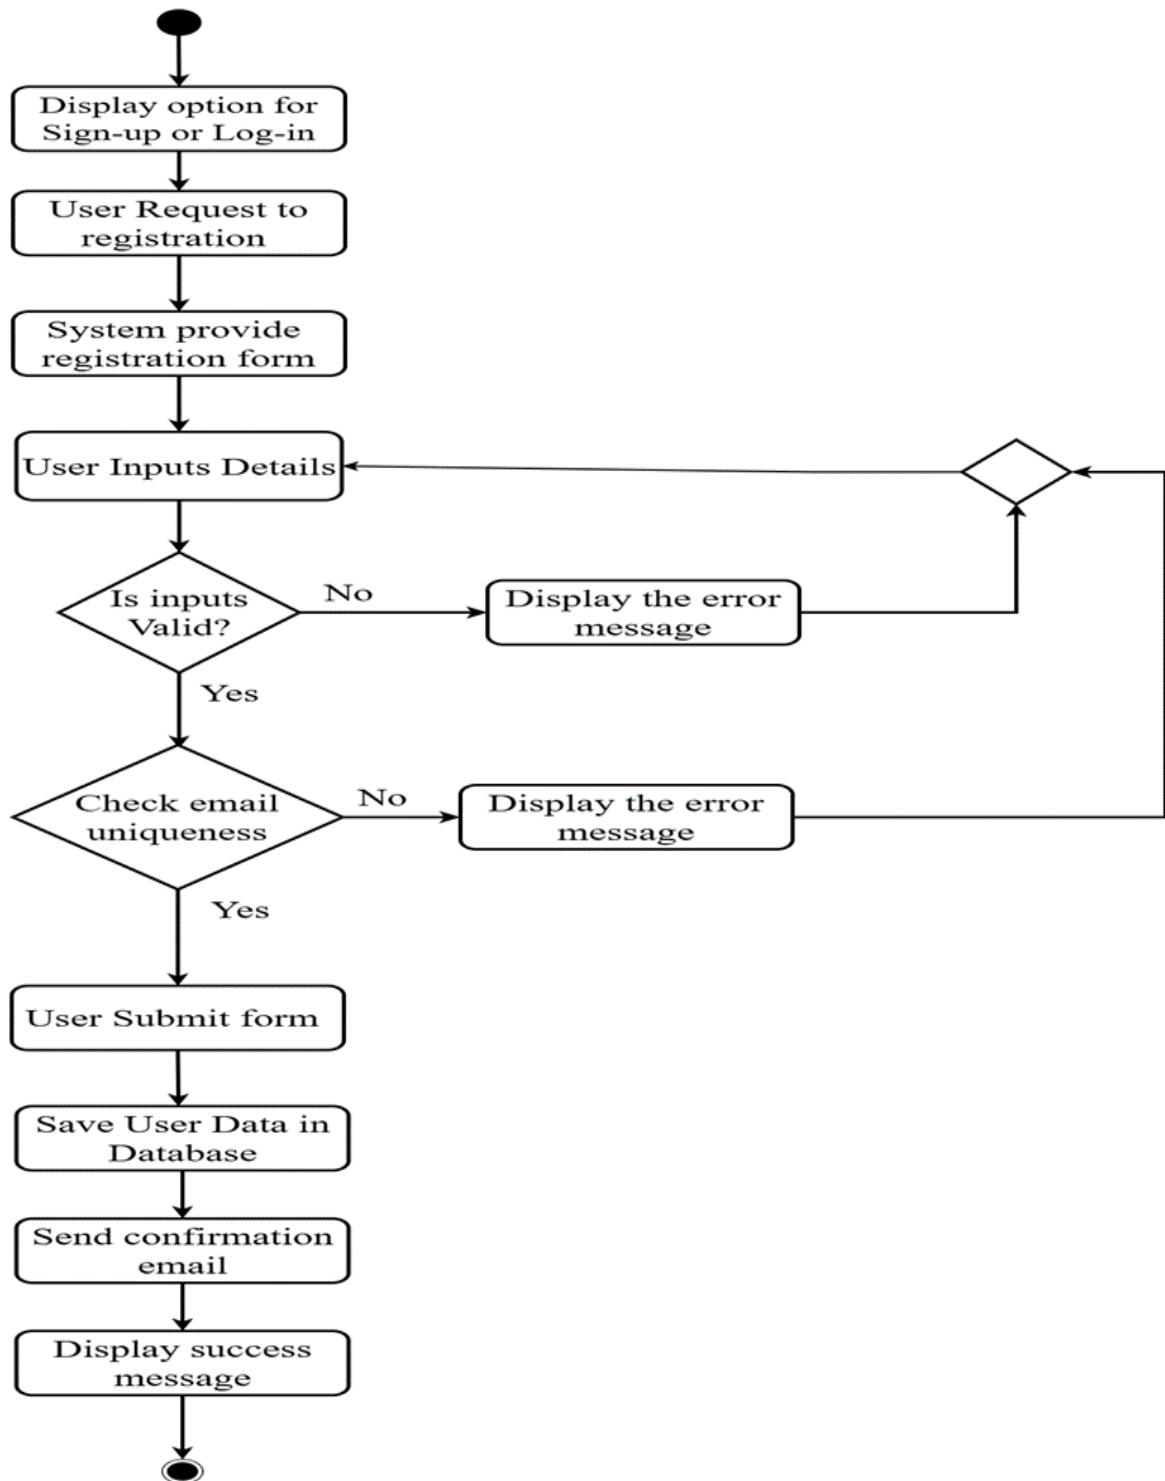 Display option for
Sign-up or Log-in
User Request to
registration
System provide
registration form
User Inputs Details
Is inputs
Valid?
No
Display the error
message
Yes
Check email
uniqueness
No
Display the error
message
Yes
User Submit form
Save User Data in
Database
Send confirmation
email
Display success
message